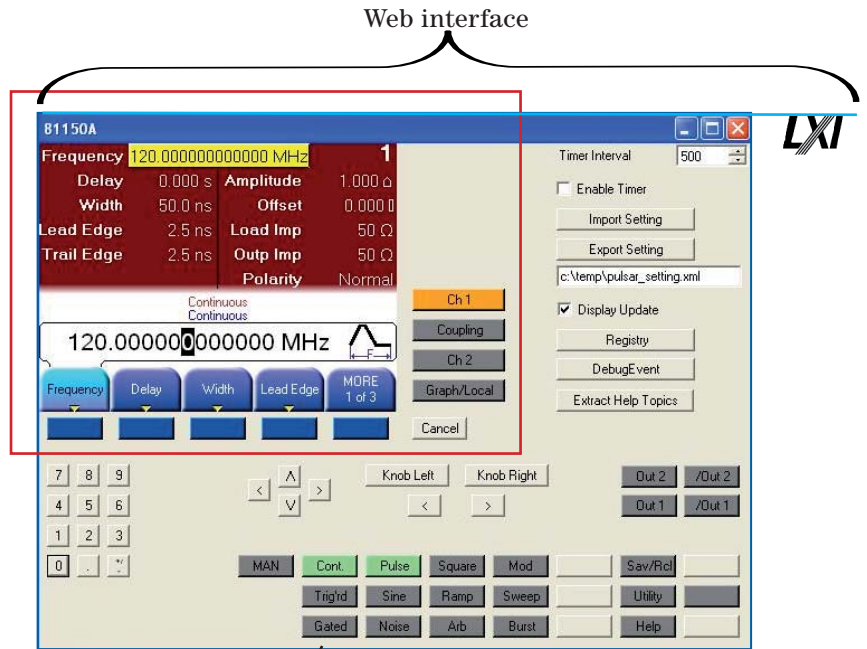 Web interface
LXI
81150A
Frequency 120.000000000000 MHz 1
Delay 0.000 s Amplitude 1.000
Width 50.0 ns Offset 0.000
Lead Edge 2.5 ns Load Imp 50 Ω
Trail Edge 2.5 ns Outp Imp 50 Ω
Polarity Normal
Continuous
Continuous
120.000000000000 MHz
F
Frequency
Delay
Width
Lead Edge
MORE
1 of 3
Ch 1
Coupling
Ch 2
Graph/Local
Cancel
Timer Interval 500
Enable Timer
Import Setting
Export Setting
c:\temp\pulsar_setting.xml
Display Update
Registry
DebugEvent
Extract Help Topics
7 8 9
4 5 6
1 2 3
0 .
< Λ V >
Knob Left Knob Right
< >
Out 2 /Out 2
Out 1 /Out 1
MAN Cont. Pulse Square Mod Sav/Rcl
Trig'rd Sine Ramp Sweep Utility
Gated Noise Arb Burst Help